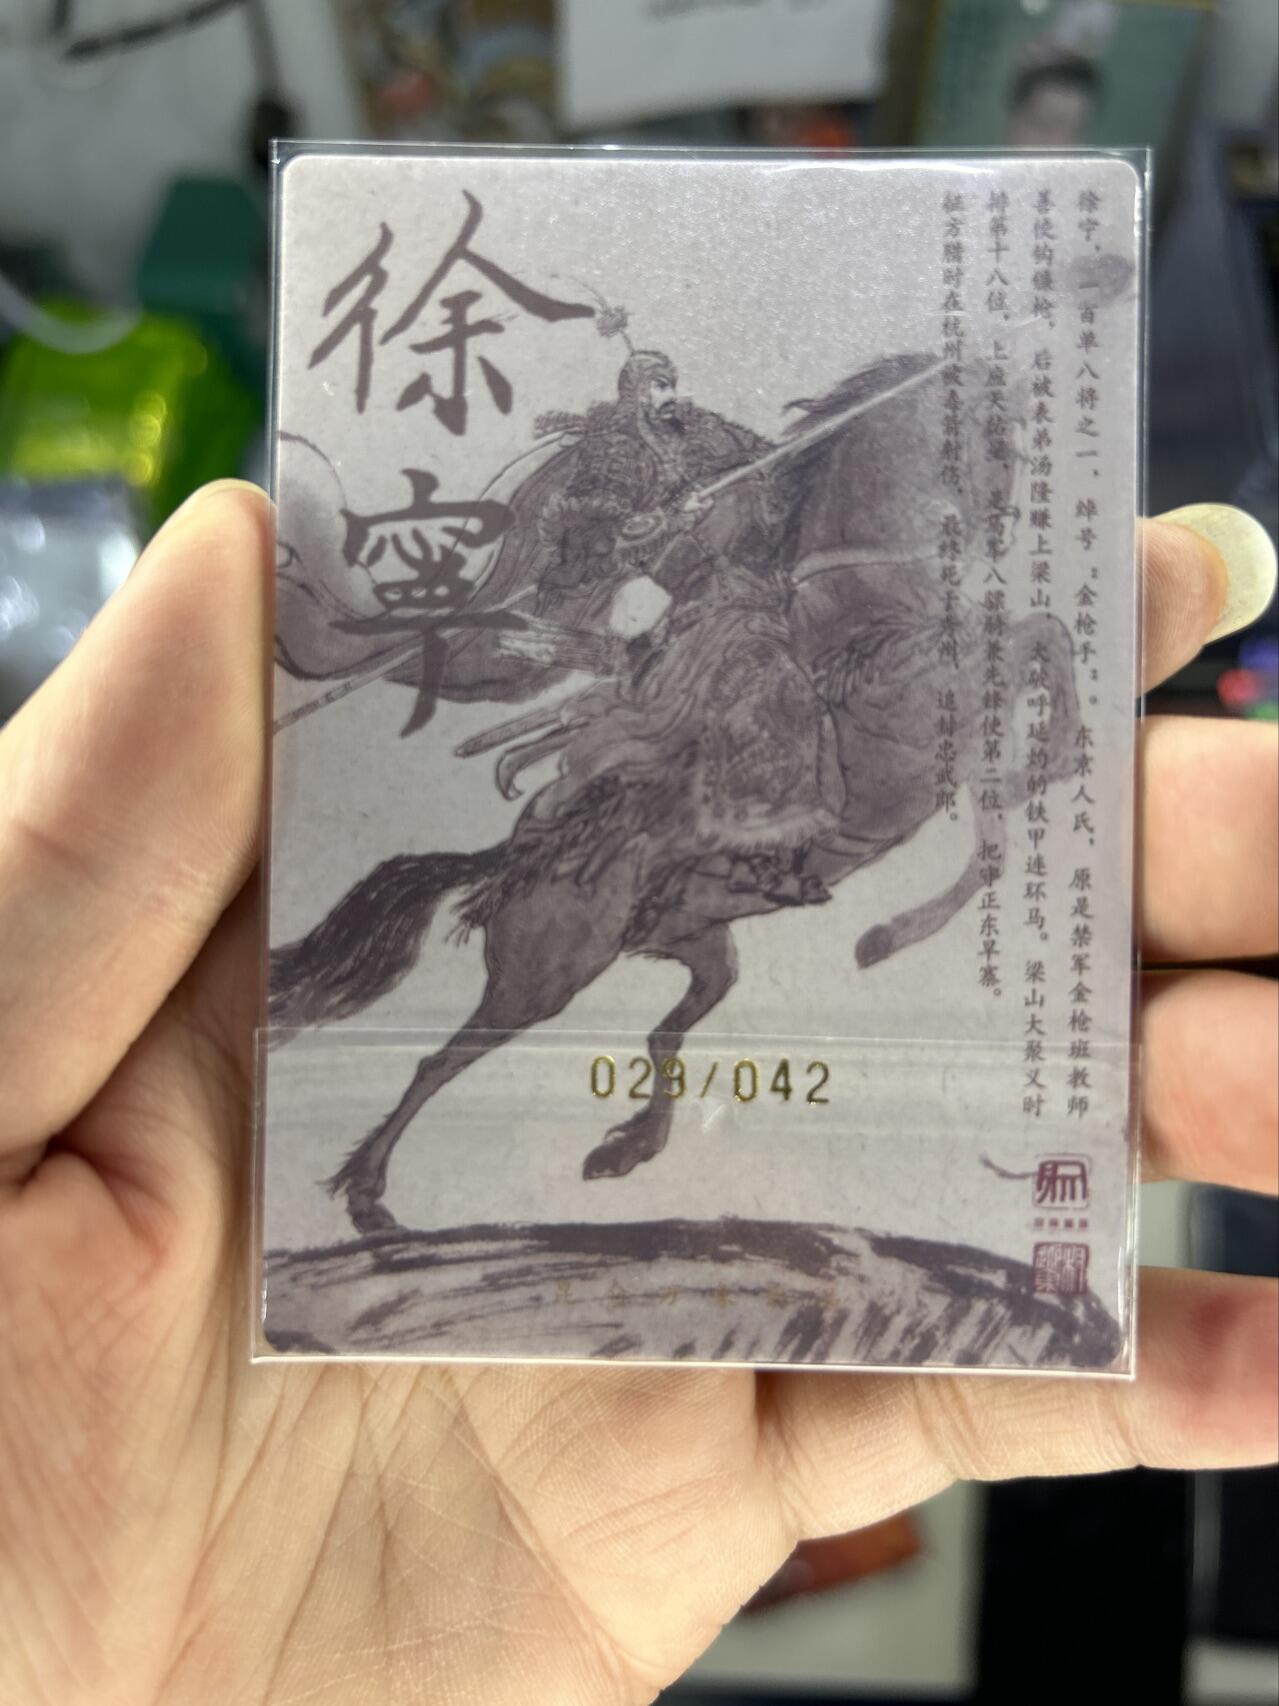 徐寧
徐宁，一百单八将之一，绰号：金枪手：。东京人氏，原是禁军金枪班教师
善使钩镰枪，后被表弟汤隆赚上梁山，大破呼延灼的铁甲连环马。梁山大聚义时
排第十八位，上应天佑星，是马军八骠骑兼先锋使第二位，把守正东旱寨。
征方腊时在杭州被毒箭射伤，最终死于秀州，追封忠武郎。
029/042